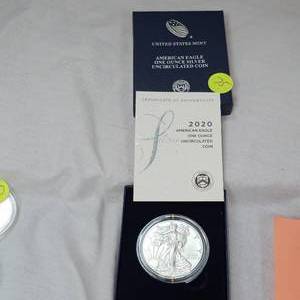 UNITED STATES MINT
AMERICAN EAGLE
ONE OUNCE SILVER
UNCIRCULATED COIN
CERTIFICATE OF AUTHENTICITY
2020
AMERICAN EAGLE
ONE OUNCE
UNCIRCULATED
COIN